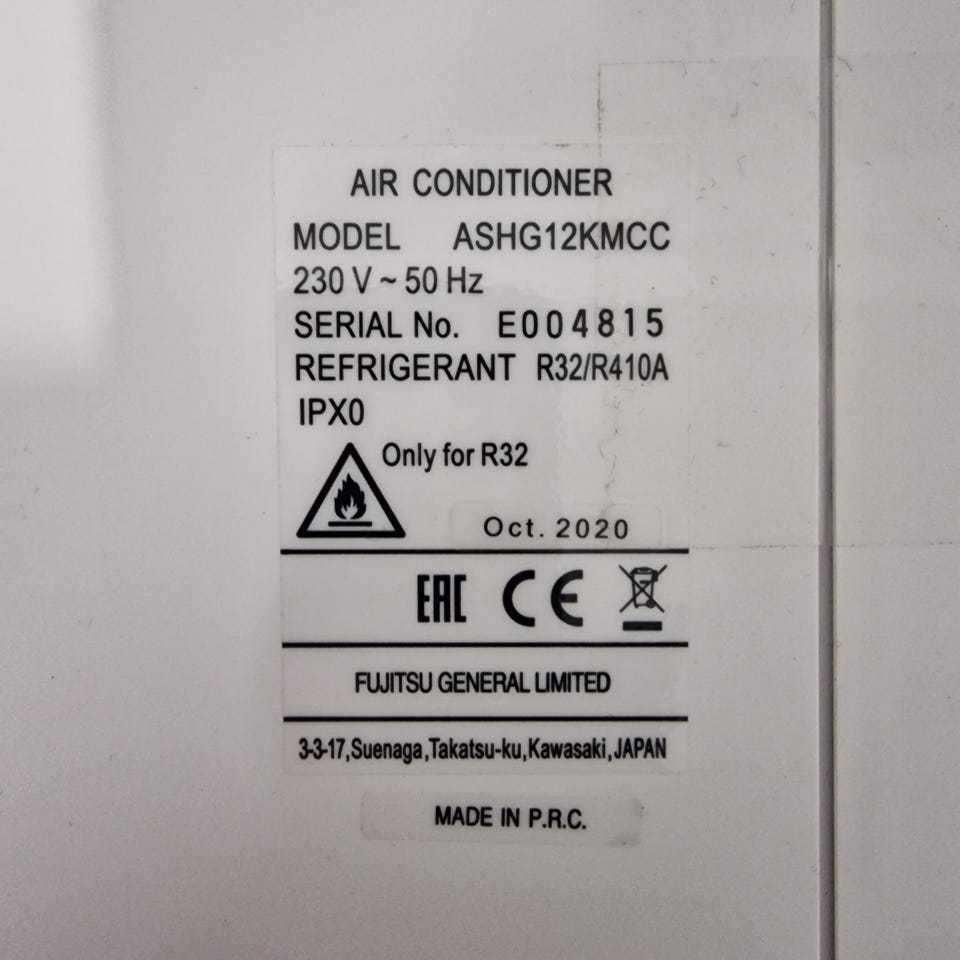 AIR CONDITIONER
MODEL ASHG12KMCC
230 V ~ 50 Hz
SERIAL No. E004815
REFRIGERANT R32/R410A
IPX0
Only for R32
Oct. 2020
EAC CE
FUJITSU GENERAL LIMITED
3-3-17,Suenaga,Takatsu-ku,Kawasaki,JAPAN
MADE IN P.R.C.